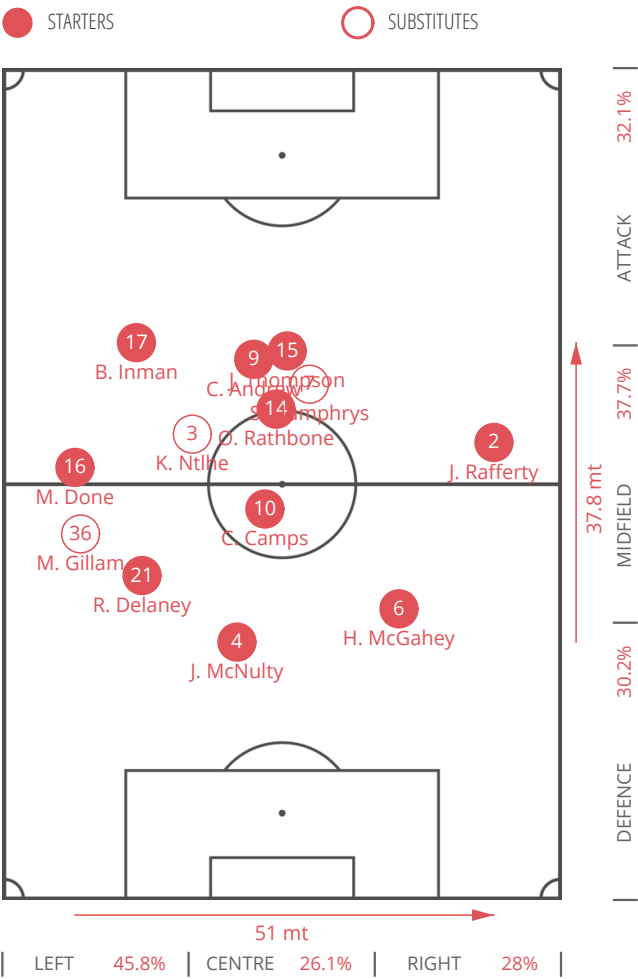 STARTERS
SUBSTITUTES
32.1%
ATTACK
37.7%
MIDFIELD
30.2%
DEFENCE
37.8 mt
17
B. Inman
9
15
J. Thompson
7
C. Andrew
14
O. Rathbone
3
K. Ntlhe
2
J. Rafferty
16
M. Done
10
C. Camps
36
M. Gillam
21
R. Delaney
6
H. McGahey
4
J. McNulty
51 mt
LEFT 45.8% CENTRE 26.1% RIGHT 28%